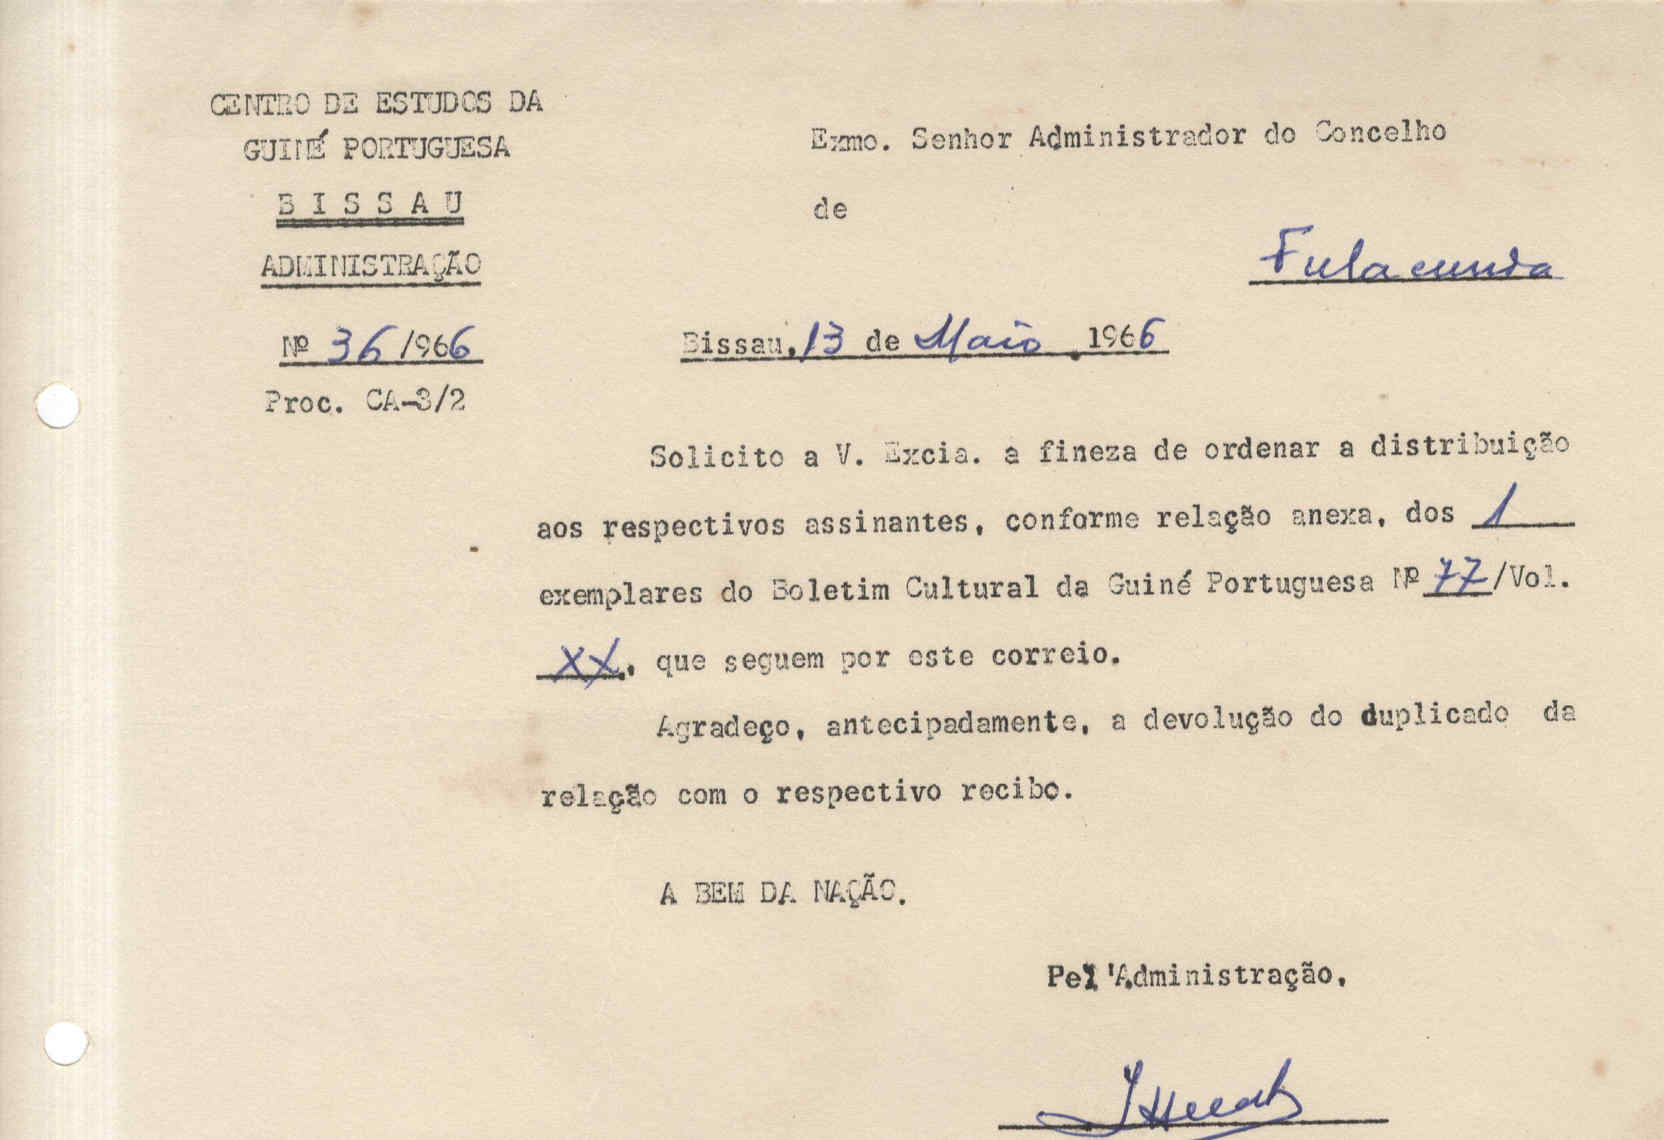 CENTRO DE ESTUDOS DA
GUINÉ PORTUGUESA
B I S S A U
ADMINISTRAÇÃO
Nº 36/966
Proc. CA-3/2
Exmo. Senhor Administrador do Concelho
de
Fulacunda
Bissau, 13 de Maio . 1966
Solicito a V. Excia. a fineza de ordenar a distribuição
aos respectivos assinantes, conforme relação anexa, dos 1
exemplares do Boletim Cultural da Guiné Portuguesa Nº 77/Vol.
XX, que seguem por este correio.
Agradeço, antecipadamente, a devolução do duplicado da
relação com o respectivo recibo.
A BEM DA NAÇÃO.
Pel'Administração,